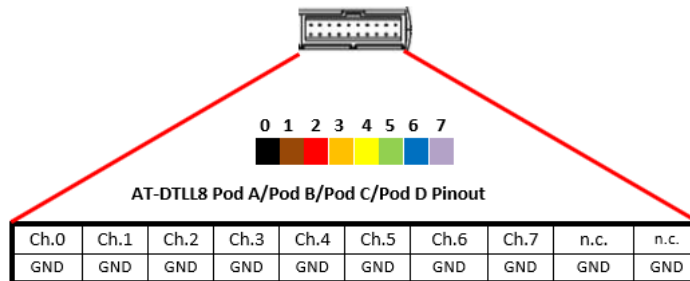 0 1 2 3 4 5 6 7
AT-DTLL8 Pod A/Pod B/Pod C/Pod D Pinout
Ch.0 Ch.1 Ch.2 Ch.3 Ch.4 Ch.5 Ch.6 Ch.7 n.c. n.c.
GND GND GND GND GND GND GND GND GND GND